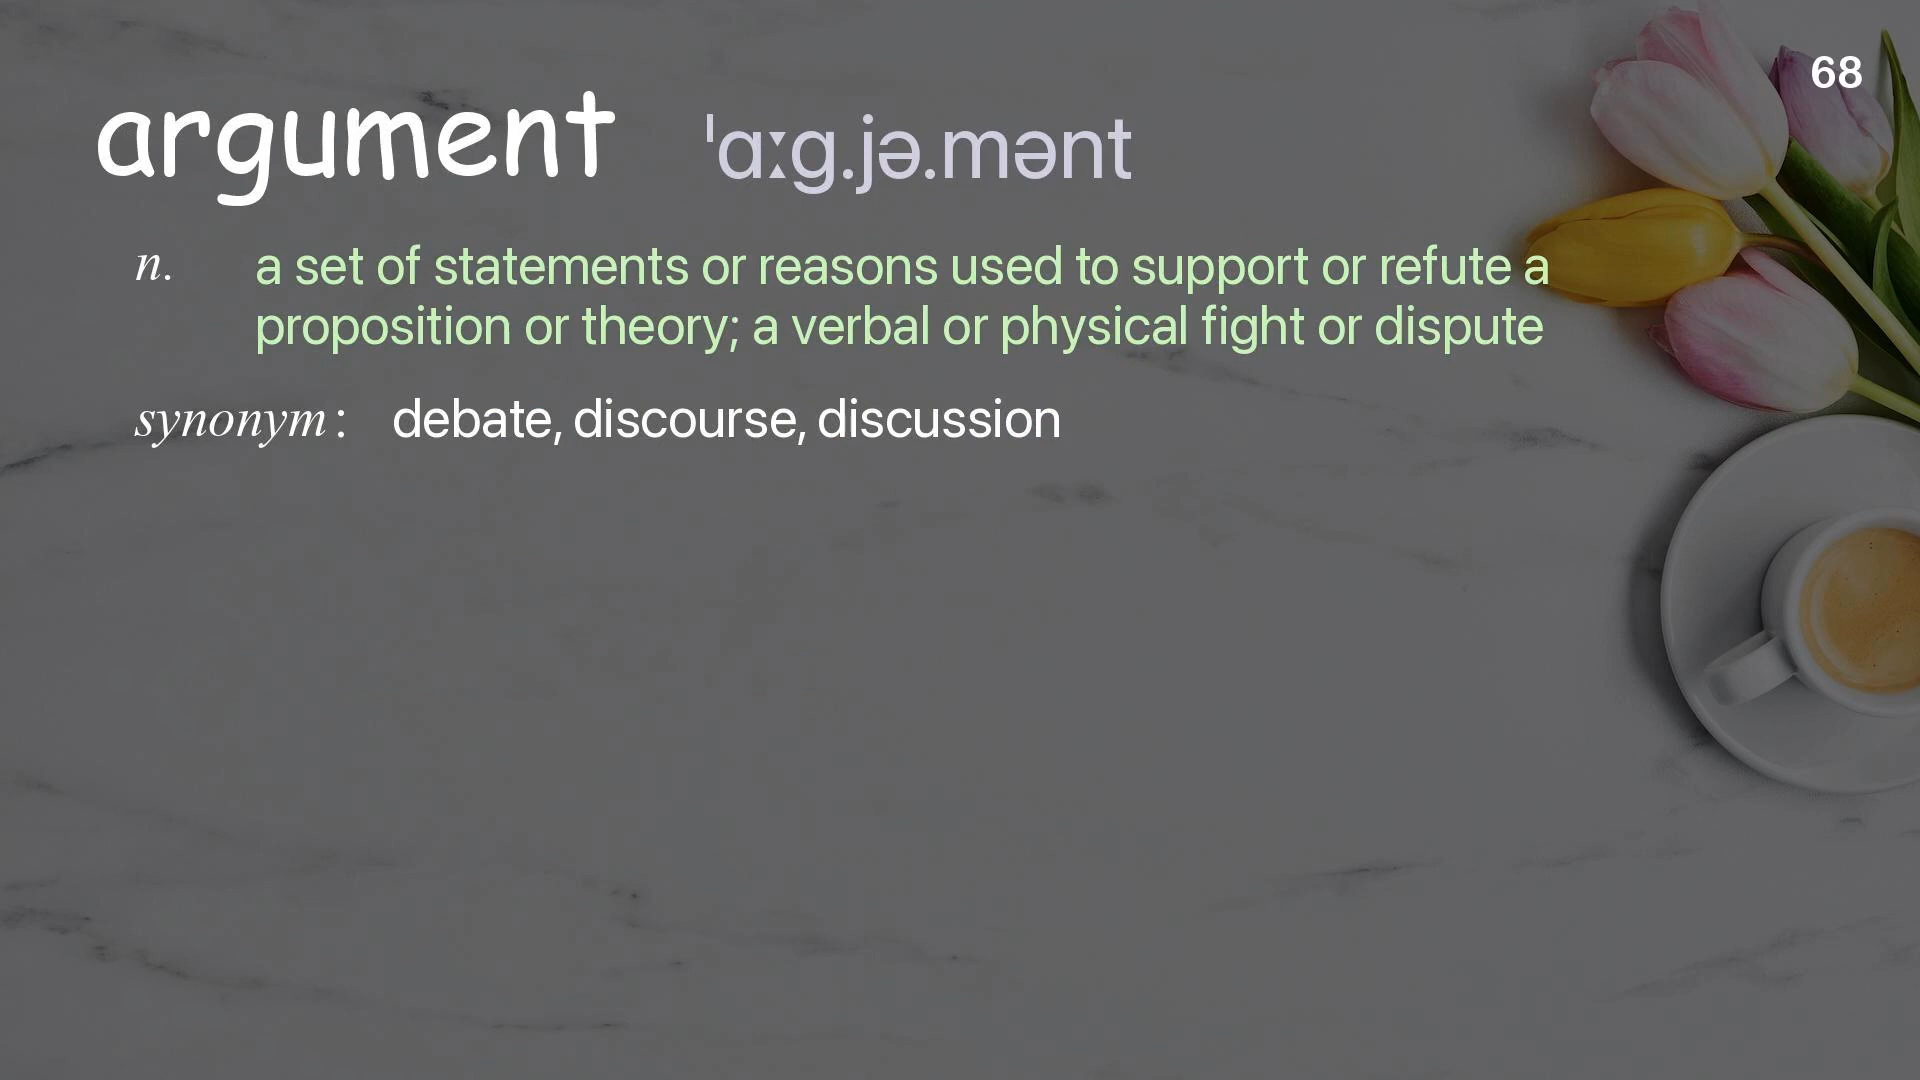 68
argument ˈɑːg.jə.mənt
n. a set of statements or reasons used to support or refute a
proposition or theory; a verbal or physical fight or dispute
synonym: debate, discourse, discussion